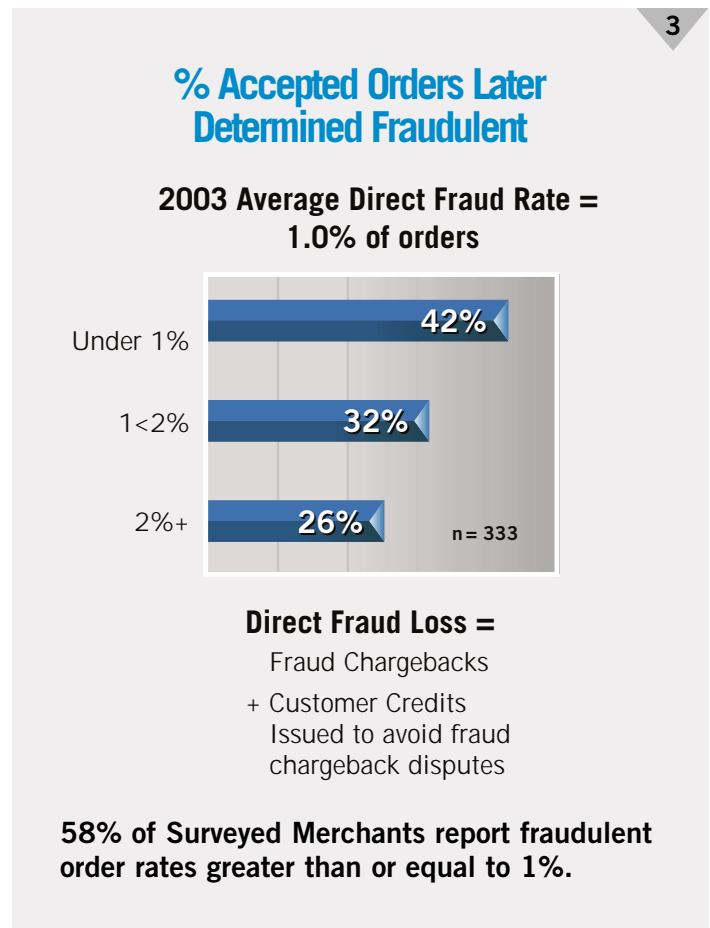 3
% Accepted Orders Later
Determined Fraudulent
2003 Average Direct Fraud Rate =
1.0% of orders
Under 1% 42%
1<2% 32%
2%+ 26%
n = 333
Direct Fraud Loss =
Fraud Chargebacks
+ Customer Credits
Issued to avoid fraud
chargeback disputes
58% of Surveyed Merchants report fraudulent
order rates greater than or equal to 1%.